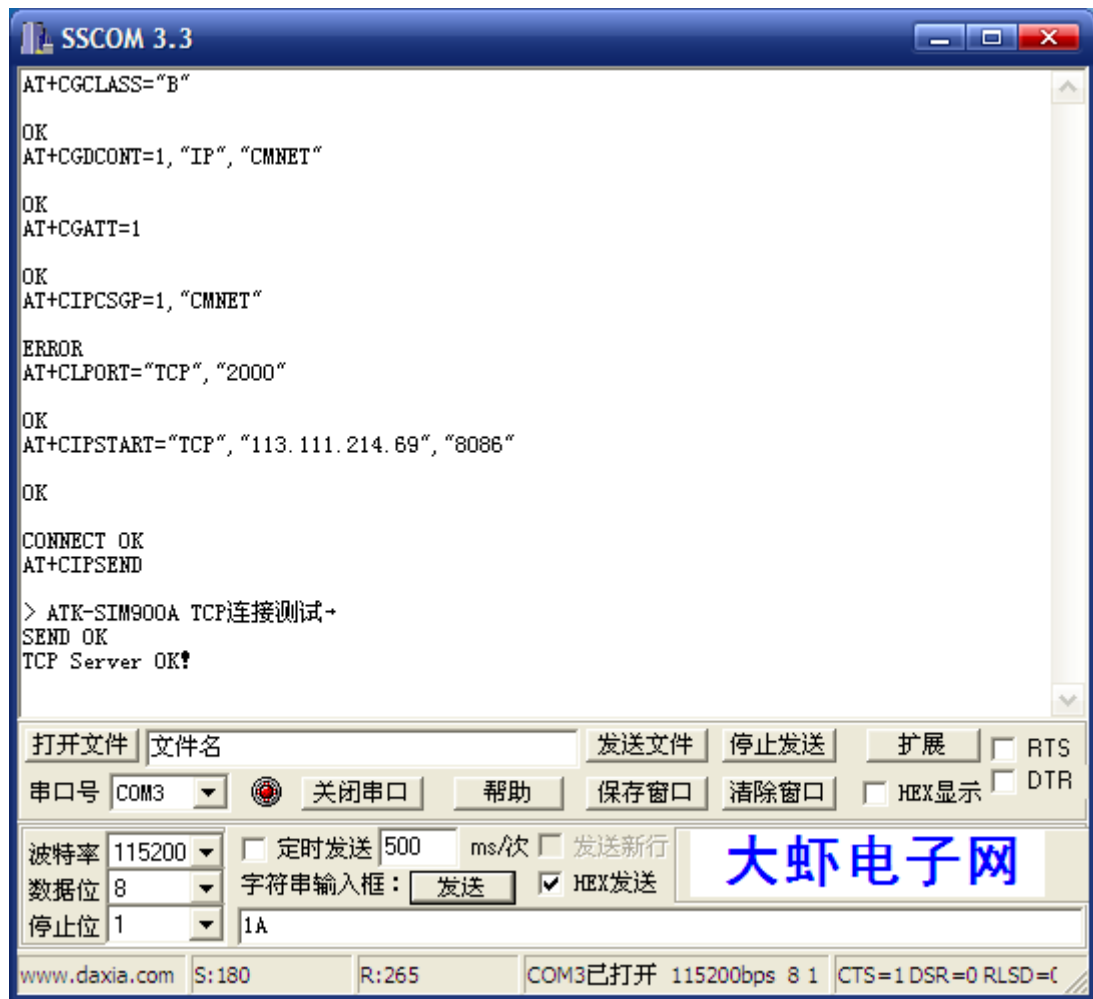 SSCOM 3.3
AT+CGCLASS="B"
OK
AT+CGDCONT=1,"IP","CMNET"
OK
AT+CGATT=1
OK
AT+CIPCSGP=1,"CMNET"
ERROR
AT+CLPORT="TCP","2000"
OK
AT+CIPSTART="TCP","113.111.214.69","8086"
OK
CONNECT OK
AT+CIPSEND
> ATK-SIM900A TCP连接测试→
SEND OK
TCP Server OK!
打开文件 文件名 发送文件 停止发送 扩展 RTS
串口号 COM3 关闭串口 帮助 保存窗口 清除窗口 HEX显示 DTR
波特率 115200 定时发送 500 ms/次 发送新行 大虾电子网
数据位 8 字符串输入框： 发送 HEX发送
停止位 1 1A
www.daxia.com S:180 R:265 COM3已打开 115200bps 8 1 CTS=1 DSR=0 RLSD=(